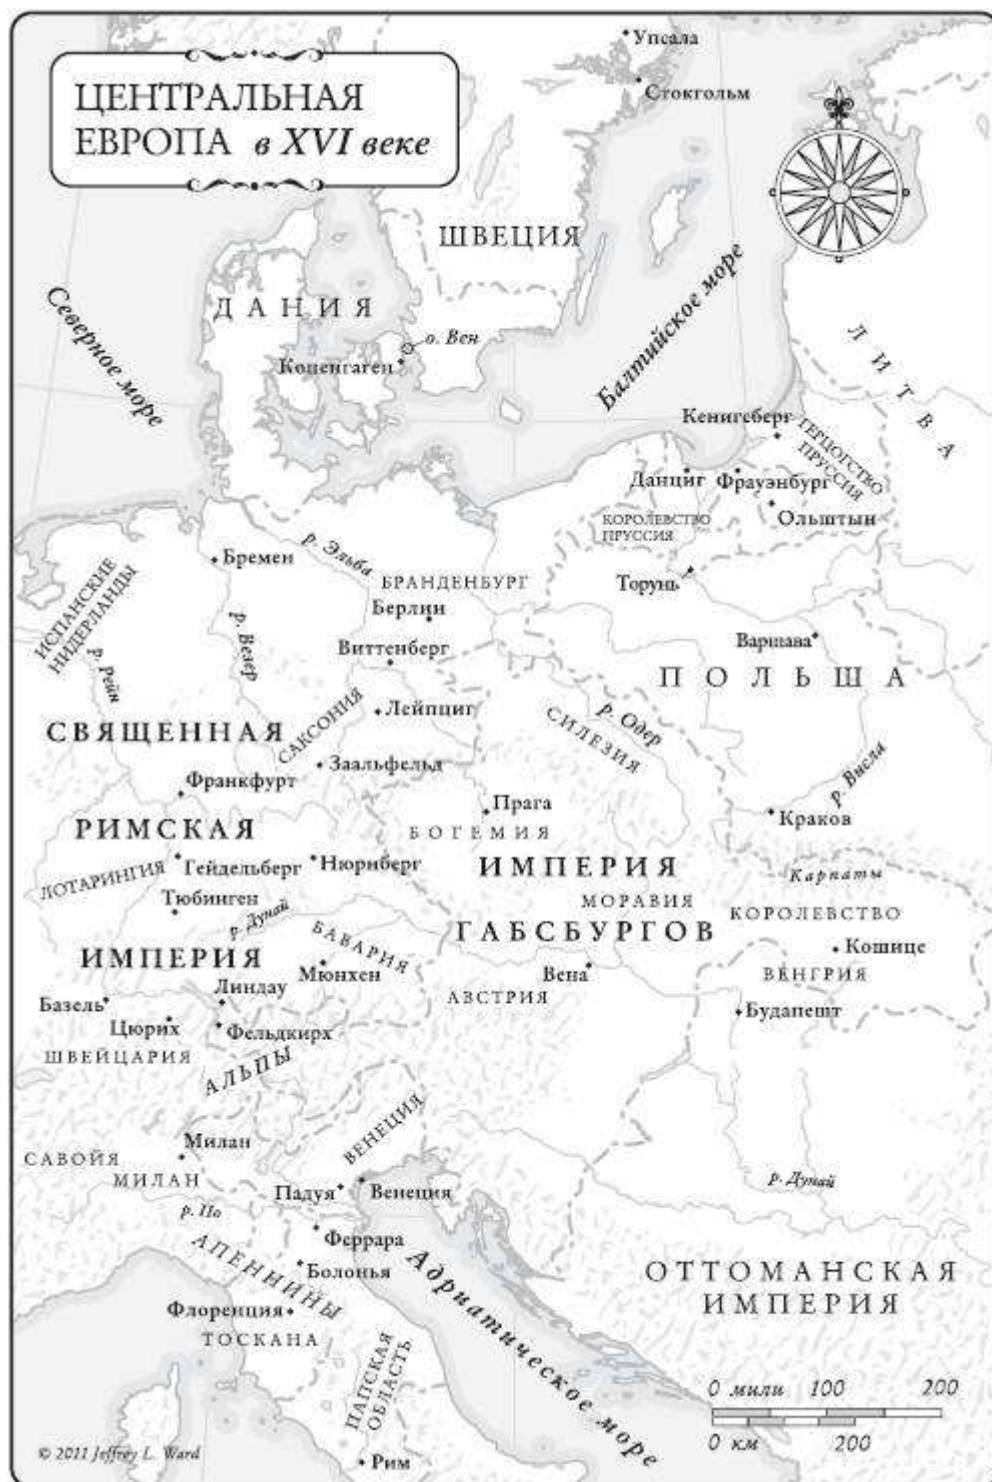 ЦЕНТРАЛЬНАЯ
ЕВРОПА в XVI веке
Упсала
Стокгольм
ШВЕЦИЯ
Северное море
ДАНИЯ
о. Вен
Копенгаген
Балтийское море
ЛИТВА
Кенигсберг
ГЕРЦОГСТВО
ПРУССИЯ
Данциг
Фрауэнбург
Ольштын
КОРОЛЕВСТВО
ПРУССИЯ
Торунь
Бремен
р. Эльба
БРАНДЕНБУРГ
Берлин
ИСПАНСКИЕ
НИДЕРЛАНДЫ
р. Рейн
р. Везер
Виттенберг
Варшава
ПОЛЬША
САКСОНИЯ
Лейпциг
СИЛЕЗИЯ
р. Одер
СВЯЩЕННАЯ
Заальфельд
р. Висла
Франкфурт
Прага
Краков
РИМСКАЯ
БОГЕМИЯ
ЛОТАРИНГИЯ
Гейдельберг
Нюрнберг
ИМПЕРИЯ
Карпаты
Тюбинген
МОРАВИЯ
КОРОЛЕВСТВО
р. Дунай
БАВАРИЯ
ГАБСБУРГОВ
Кошице
ИМПЕРИЯ
Мюнхен
Вена
ВЕНГРИЯ
Линдау
АВСТРИЯ
Базель
Будапешт
Цюрих
Фельдкирх
ШВЕЙЦАРИЯ
АЛЬПЫ
ВЕНЕЦИЯ
Милан
САВОЙЯ
МИЛАН
р. Дунай
Падуя
Венеция
р. По
Феррара
АПЕННИНЫ
Болонья
Адриатическое море
ОТТОМАНСКАЯ
ИМПЕРИЯ
Флоренция
ТОСКАНА
ПАПСКАЯ
ОБЛАСТЬ
0 мили 100 200
0 км 200
© 2011 Jeffrey L. Ward
Рим